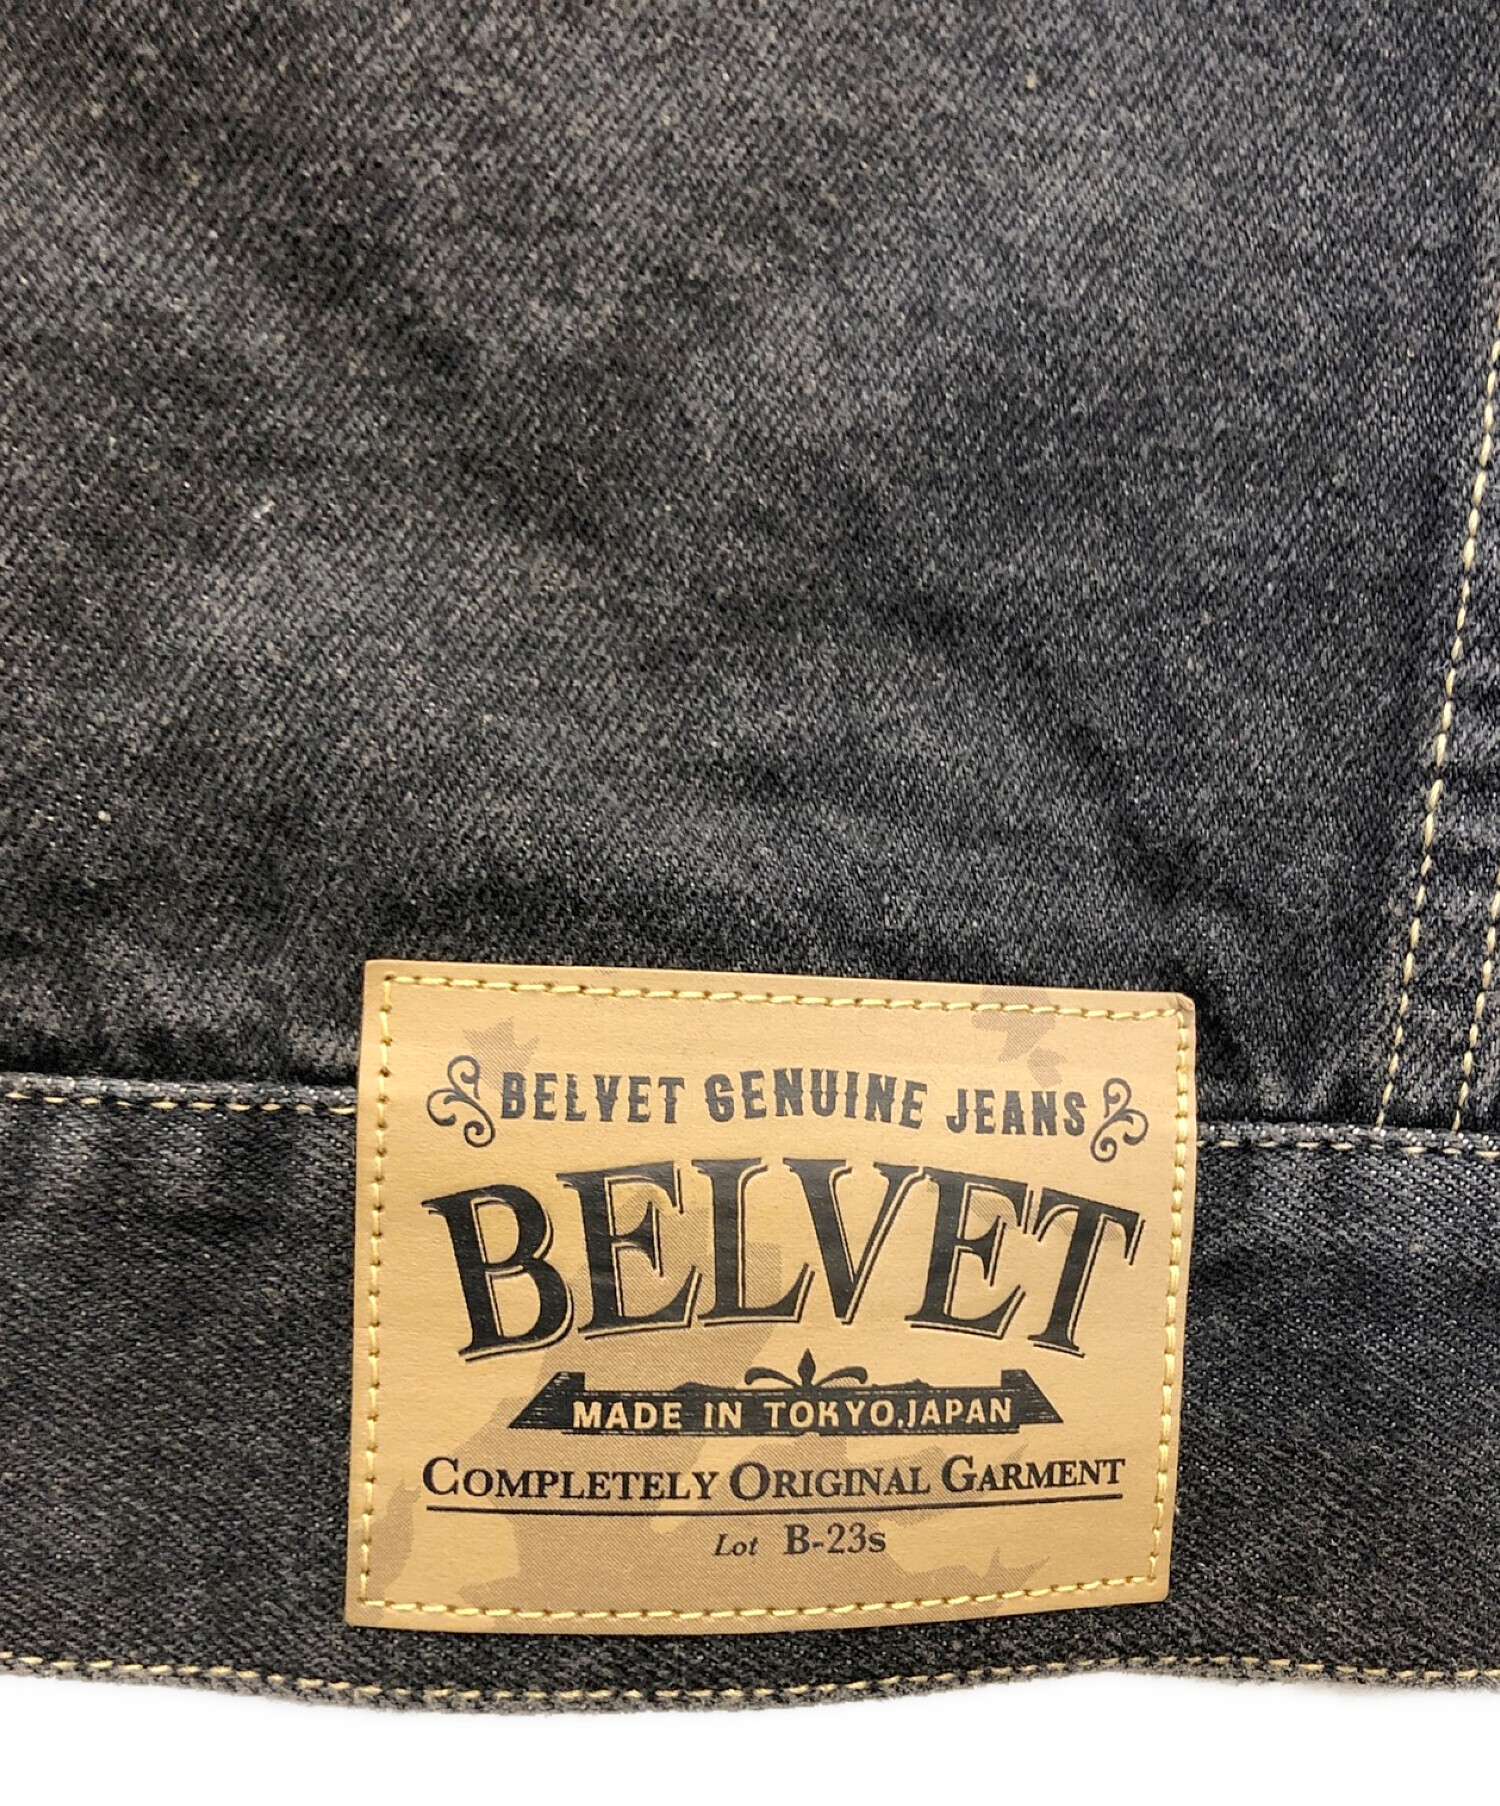 BELVET GENUINE JEANS
BELVET
MADE IN TOKYO,JAPAN
COMPLETELY ORIGINAL GARMENT
Lot B-23s